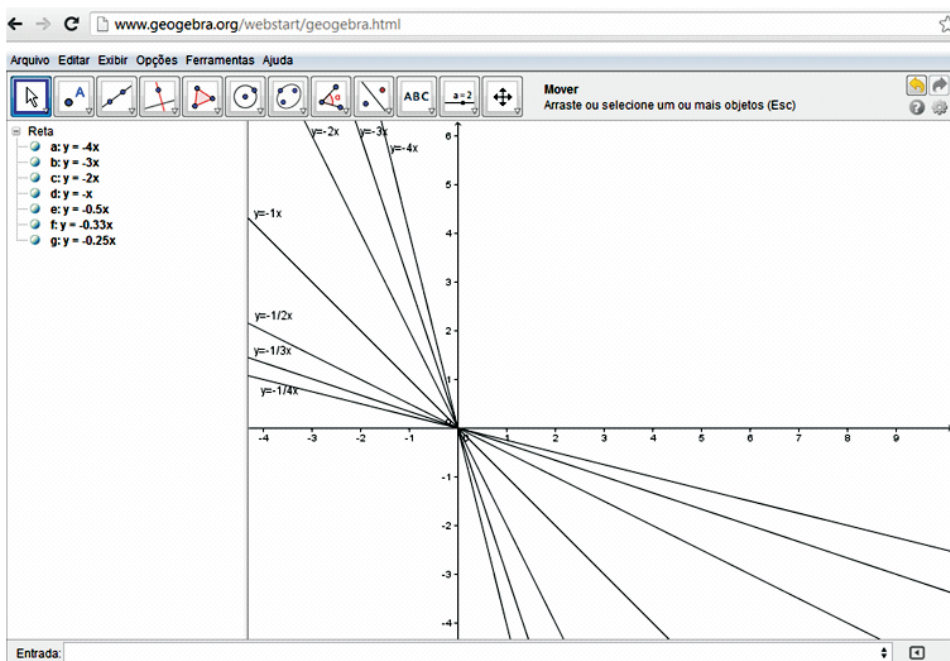 www.geogebra.org/webstart/geogebra.html
Arquivo Editar Exibir Opções Ferramentas Ajuda
A
α
ABC
a=2
Mover
Arraste ou selecione um ou mais objetos (Esc)
Reta
a: y = -4x
b: y = -3x
c: y = -2x
d: y = -x
e: y = -0.5x
f: y = -0.33x
g: y = -0.25x
y=-2x
y=-3x
y=-4x
y=-1x
y=-1/2x
y=-1/3x
y=-1/4x
6
5
4
3
2
1
-4 -3 -2 -1 0 1 2 3 4 5 6 7 8 9
-1
-2
-3
-4
Entrada: